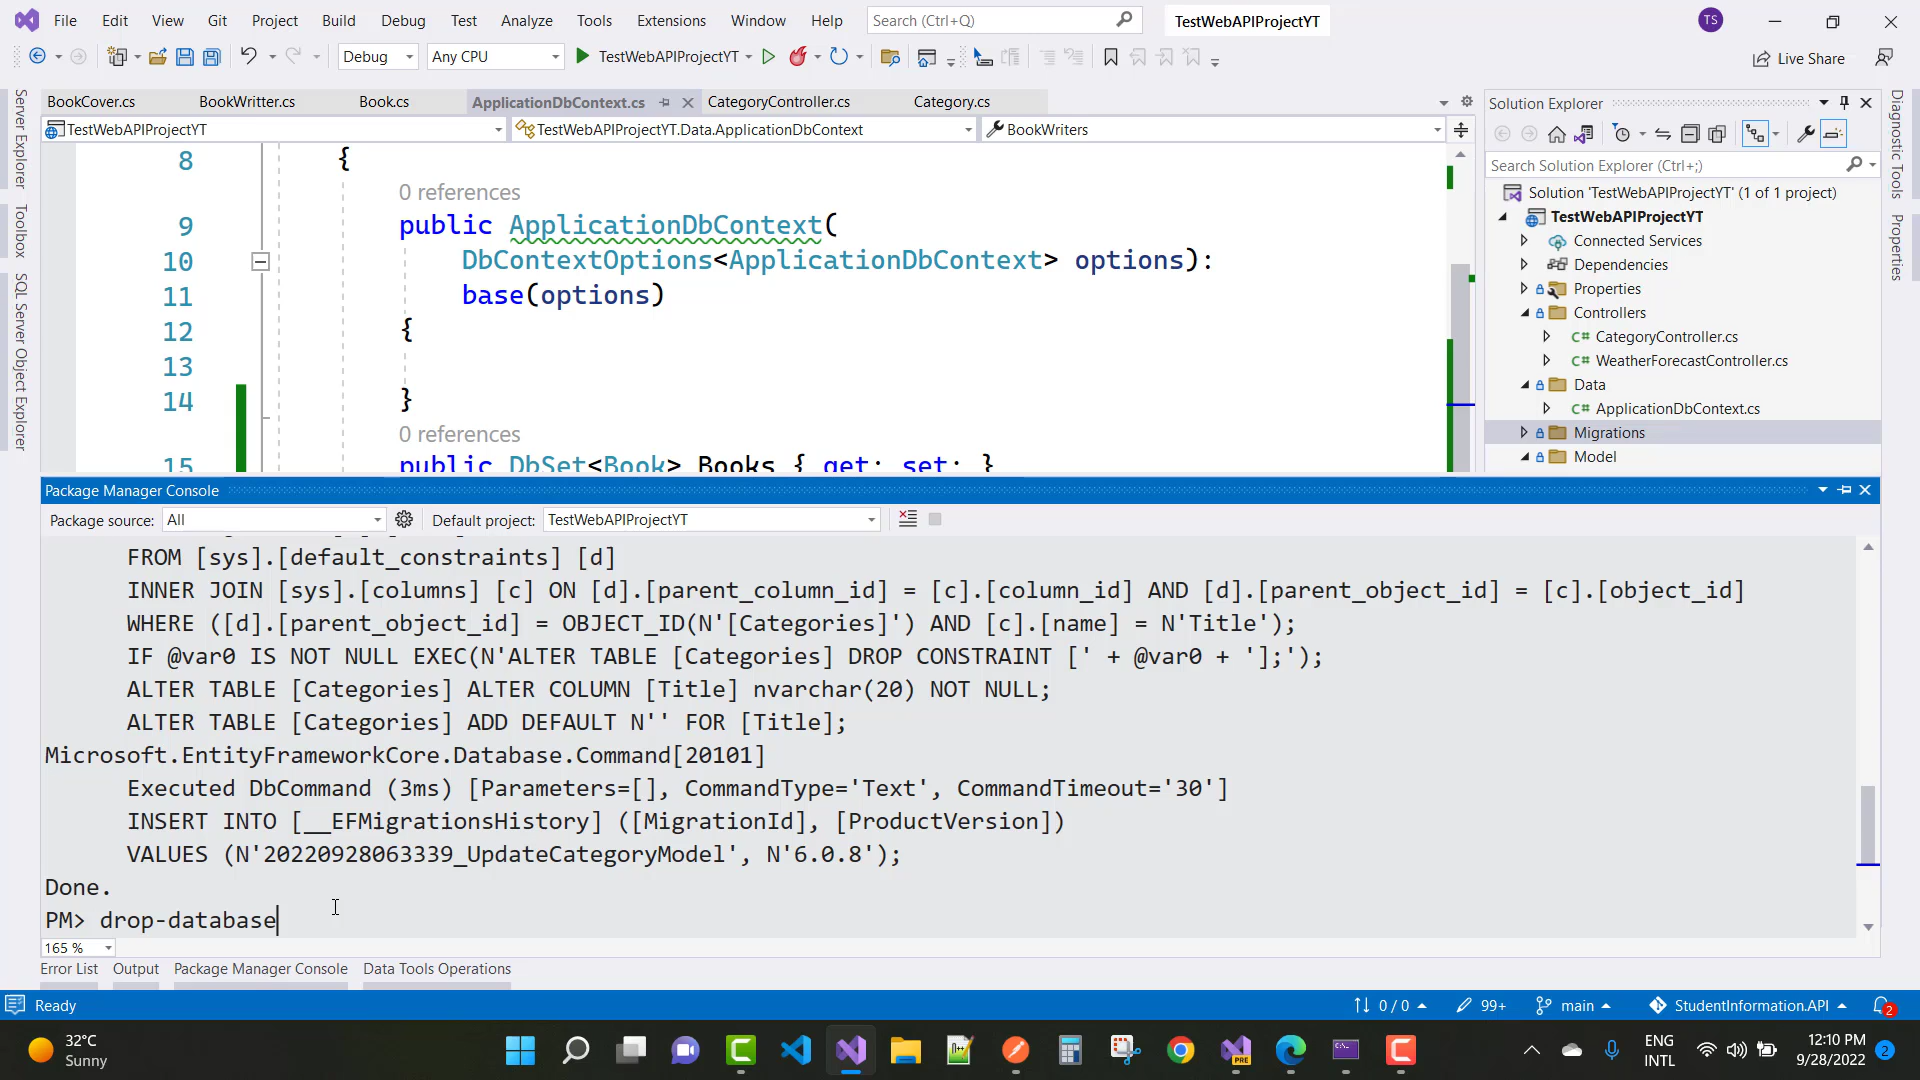 File Edit View Git Project Build Debug Test Analyze Tools Extensions Window Help Search (Ctrl+Q) TestWebAPIProjectYT TS
Debug Any CPU TestWebAPIProjectYT Live Share
BookCover.cs BookWritter.cs Book.cs ApplicationDbContext.cs CategoryController.cs Category.cs
TestWebAPIProjectYT TestWebAPIProjectYT.Data.ApplicationDbContext BookWriters
Server Explorer
Toolbox
SQL Server Object Explorer
8 {
0 references
9 public ApplicationDbContext(
10 DbContextOptions<ApplicationDbContext> options):
11 base(options)
12 {
13
14 }
0 references
15 public DbSet<Book> Books { get; set; }
Solution Explorer
Search Solution Explorer (Ctrl+;)
Solution 'TestWebAPIProjectYT' (1 of 1 project)
TestWebAPIProjectYT
Connected Services
Dependencies
Properties
Controllers
C# CategoryController.cs
C# WeatherForecastController.cs
Data
C# ApplicationDbContext.cs
Migrations
Model
Diagnostic Tools
Properties
Package Manager Console
Package source: All Default project: TestWebAPIProjectYT
FROM [sys].[default_constraints] [d]
INNER JOIN [sys].[columns] [c] ON [d].[parent_column_id] = [c].[column_id] AND [d].[parent_object_id] = [c].[object_id]
WHERE ([d].[parent_object_id] = OBJECT_ID(N'[Categories]') AND [c].[name] = N'Title');
IF @var0 IS NOT NULL EXEC(N'ALTER TABLE [Categories] DROP CONSTRAINT [' + @var0 + '];');
ALTER TABLE [Categories] ALTER COLUMN [Title] nvarchar(20) NOT NULL;
ALTER TABLE [Categories] ADD DEFAULT N'' FOR [Title];
Microsoft.EntityFrameworkCore.Database.Command[20101]
Executed DbCommand (3ms) [Parameters=[], CommandType='Text', CommandTimeout='30']
INSERT INTO [__EFMigrationsHistory] ([MigrationId], [ProductVersion])
VALUES (N'20220928063339_UpdateCategoryModel', N'6.0.8');
Done.
PM> drop-database
165 %
Error List Output Package Manager Console Data Tools Operations
Ready 0 / 0 99+ main StudentInformation.API 2
32°C
Sunny
PRE
ENG
INTL
12:10 PM
9/28/2022
2